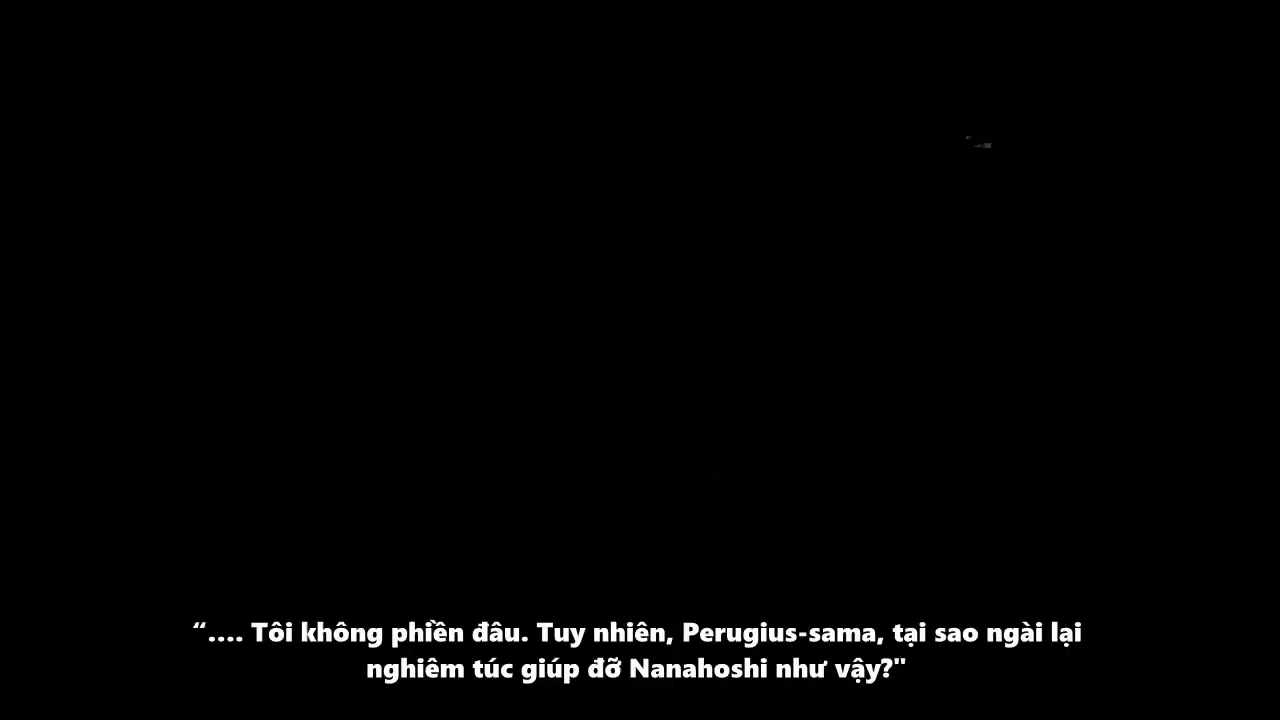 “.... Tôi không phiền đâu. Tuy nhiên, Perugius-sama, tại sao ngài lại
nghiêm túc giúp đỡ Nanahoshi như vậy?"